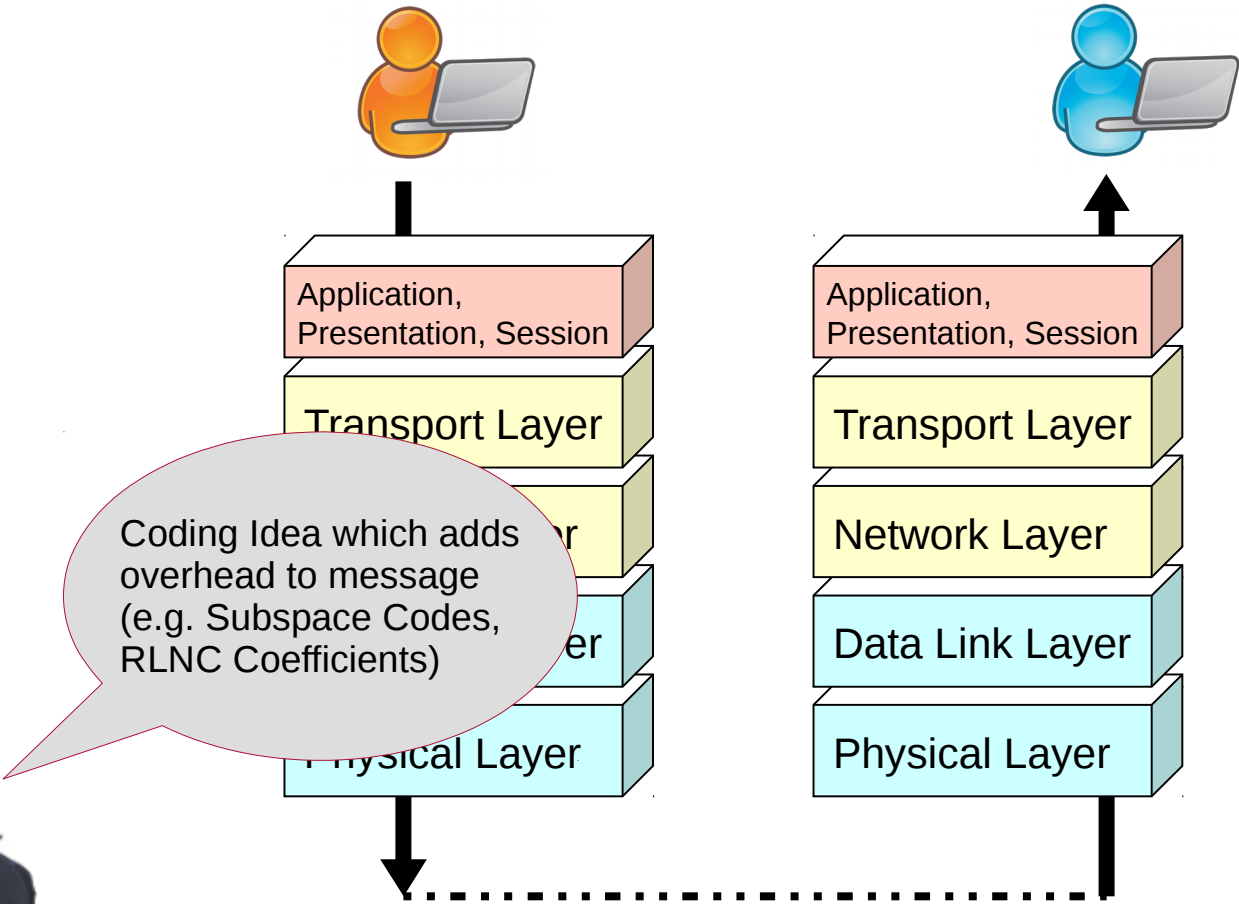 Application,
Presentation, Session
Transport Layer
Coding Idea which adds
overhead to message
(e.g. Subspace Codes,
RLNC Coefficients)
Layer
Application,
Presentation, Session
Transport Layer
Network Layer
Data Link Layer
Physical Layer